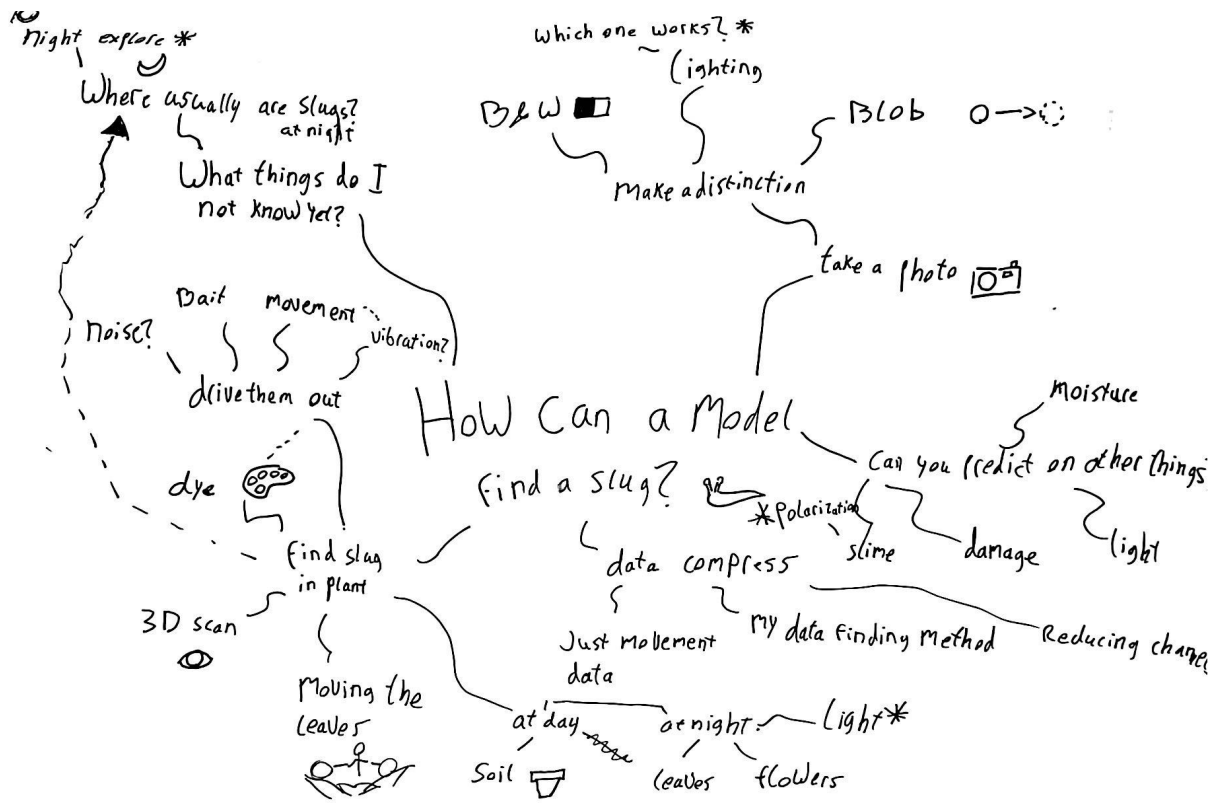 night explore *
Where usually are slugs?
at night
What things do I
not know yet?
Which one works? *
Lighting
B&W
Blob
Make a distinction
take a photo
Bait
movement
noise?
vibration?
drive them out
dye
find slug
in plant
3D scan
Moving the
leaves
How Can a Model
find a slug?
Moisture
Can you predict on other things
*polarization
slime
damage
light
data compress
Just movement
data
my data finding method
Reducing
at day
Soil
at night
leaves
flowers
light*